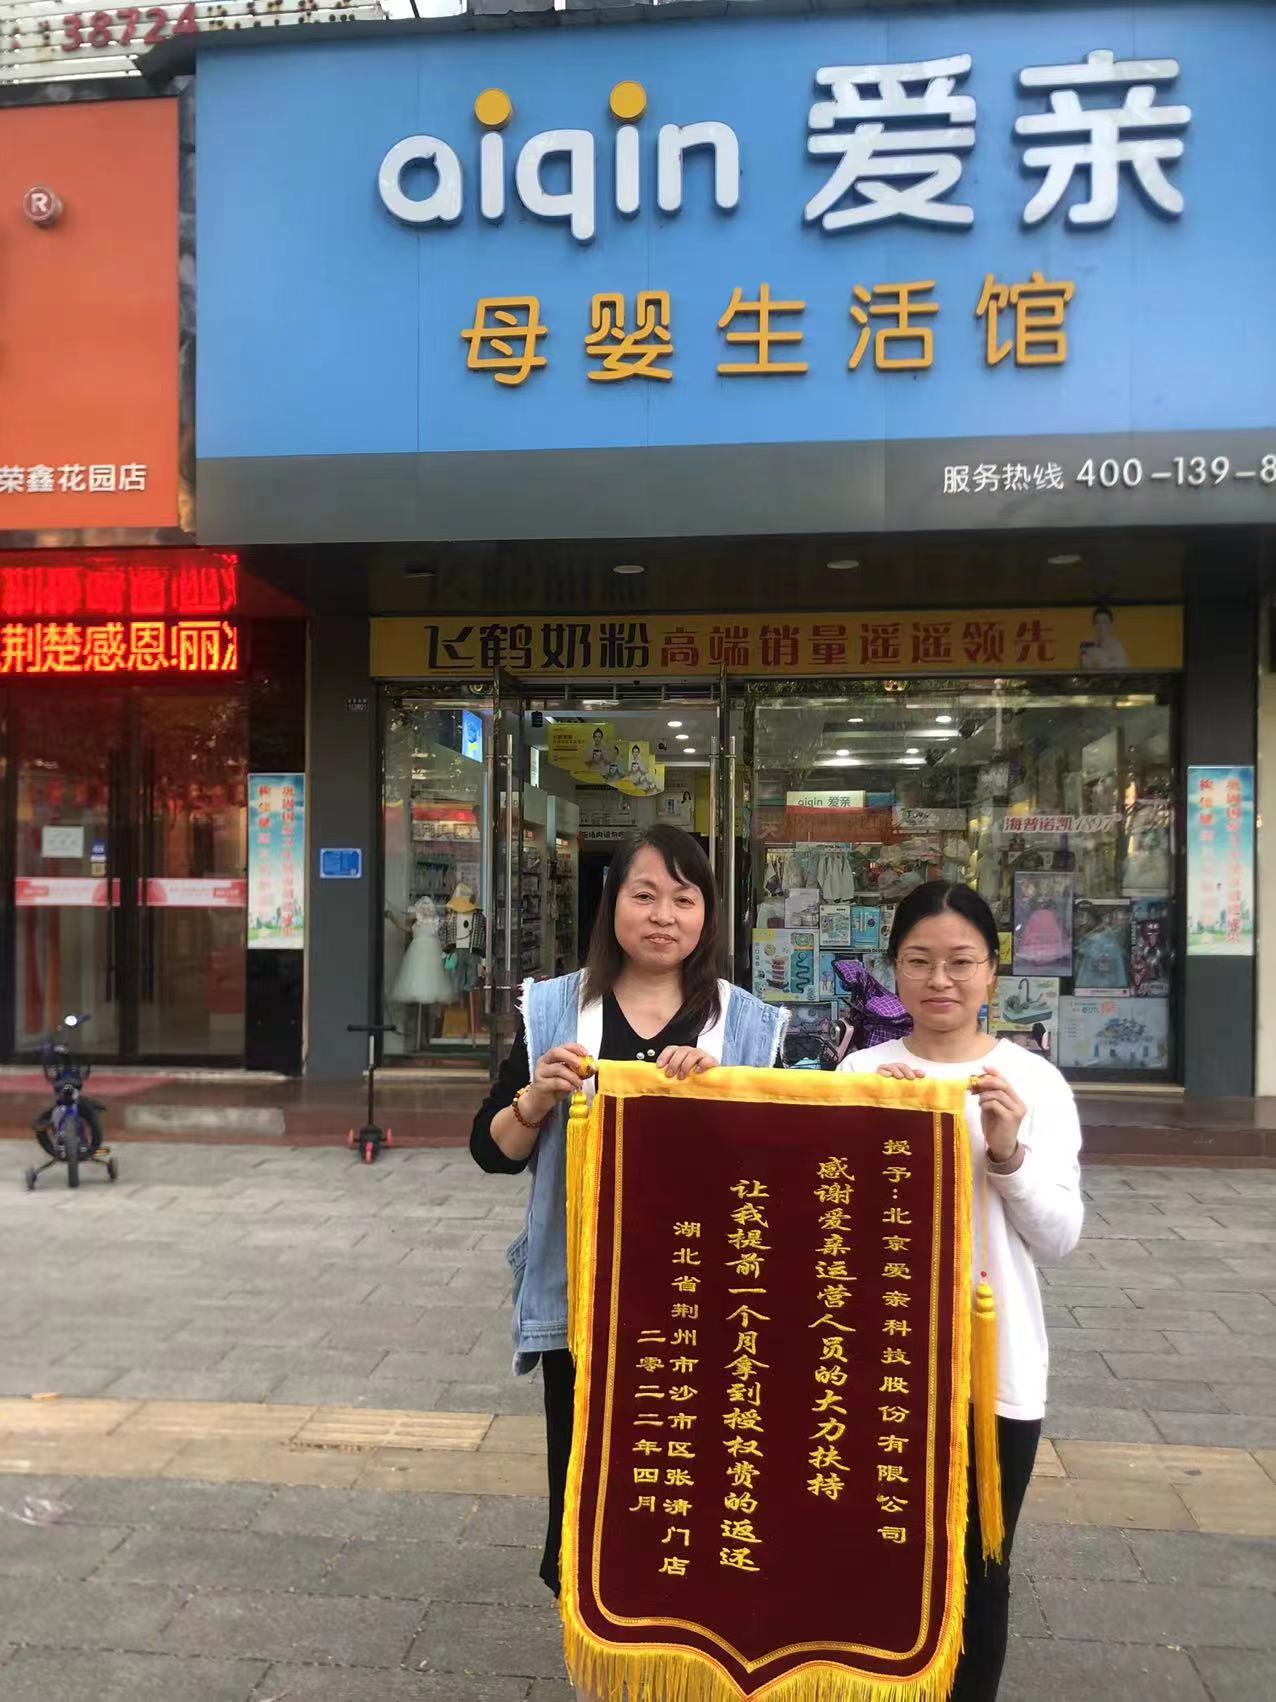 38724
®
aiqin 爱亲
母婴生活馆
荣鑫花园店
服务热线 400-139-8
荆楚感恩!丽
飞鹤奶粉高端销量遥遥领先
aiqin 爱亲
海普诺凯1897
授予:北京爱亲科技股份有限公司
感谢爱亲运营人员的大力扶持
让我提前一个月拿到授权费的返还
湖北省荆州市沙市区张清门店
二零二二年四月